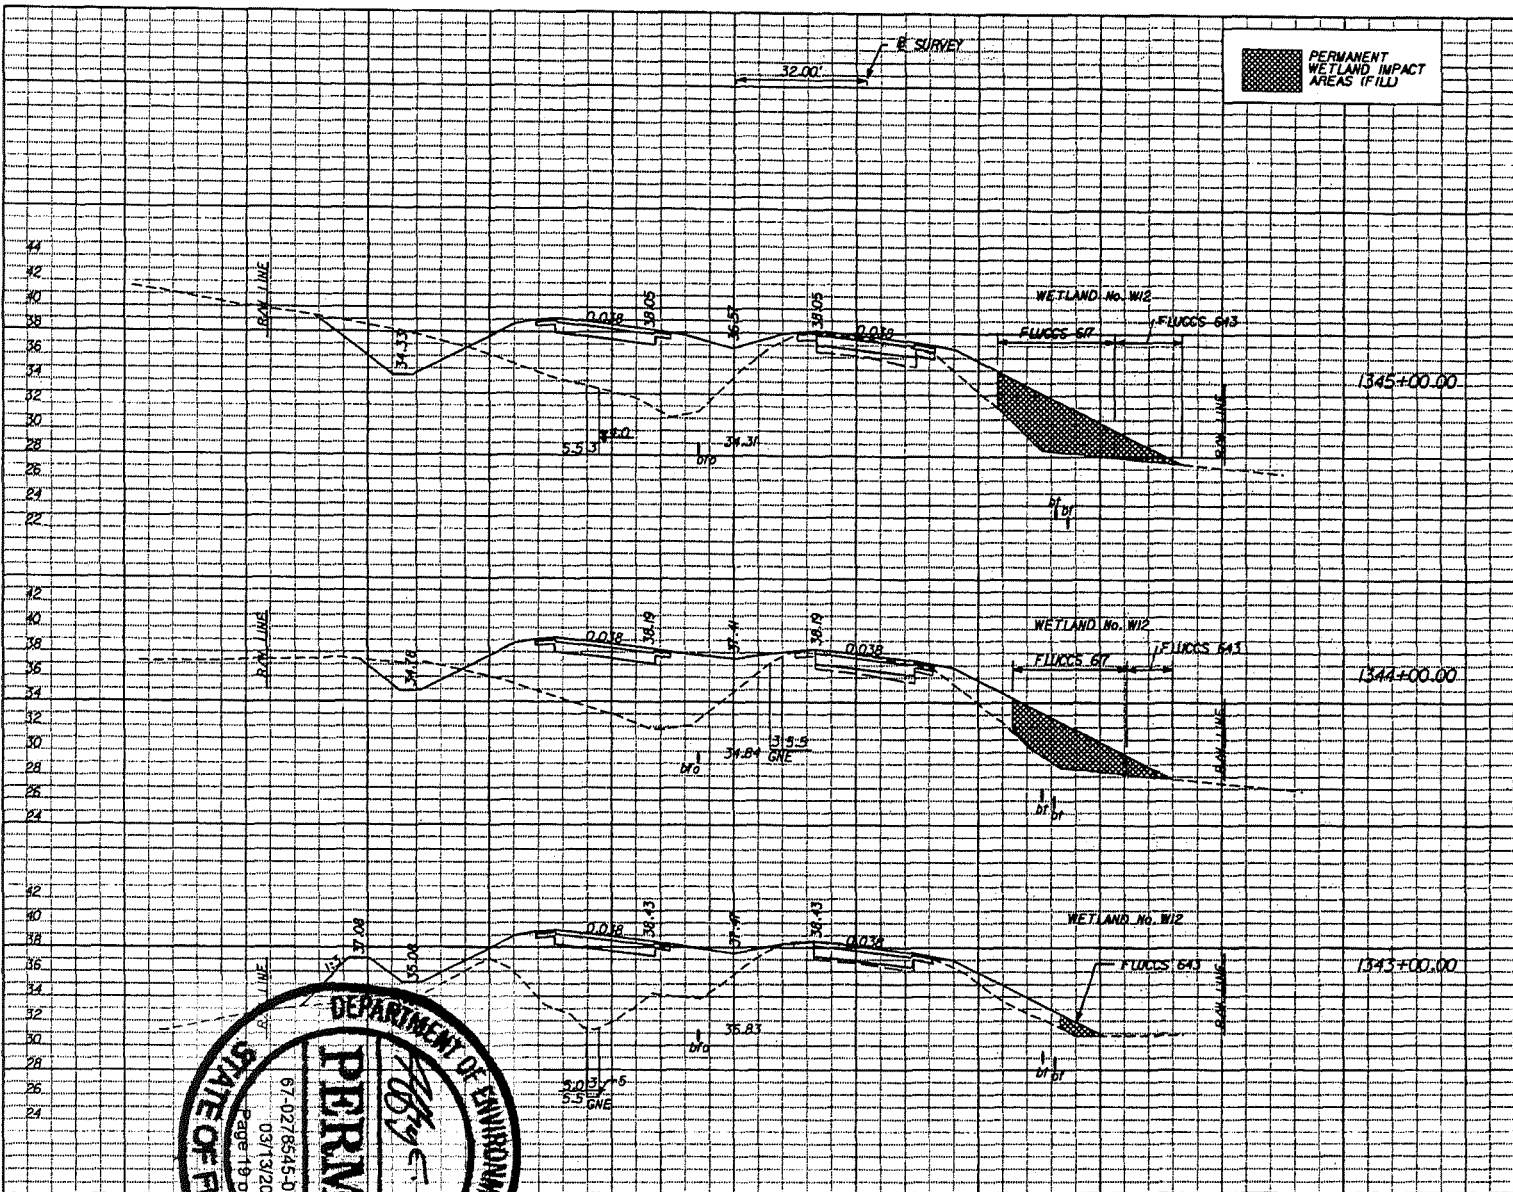 ℄ SURVEY
32.00'
PERMANENT
WETLAND IMPACT
AREAS (FILL)
44
42
40
38
36
34
32
30
28
26
24
22
R/W LINE
34.33
0.038
38.05
36.57
38.05
0.038
WETLAND No. W12
FLUCCS 617
FLUCCS 643
R/W LINE
1345+00.00
5.5 3
34.31
bfo
bf
bf
42
40
38
36
34
32
30
28
26
24
R/W LINE
34.78
0.038
38.19
37.41
38.19
0.038
WETLAND No. W12
FLUCCS 617
FLUCCS 643
R/W LINE
1344+00.00
bfo
34.84
3 5.5
GNE
bf
bf
42
40
38
36
34
32
30
28
26
24
R/W LINE
1:3
37.08
35.08
0.038
38.43
37.47
38.43
0.038
WETLAND No. W12
FLUCCS 643
R/W LINE
1343+00.00
bfo
35.83
5.0 3 5
5.5 GNE
bf
bf
DEPARTMENT OF ENVIRONM
STATE OF F
PERM
67-0278545-0
03/13/20
Page 19 o